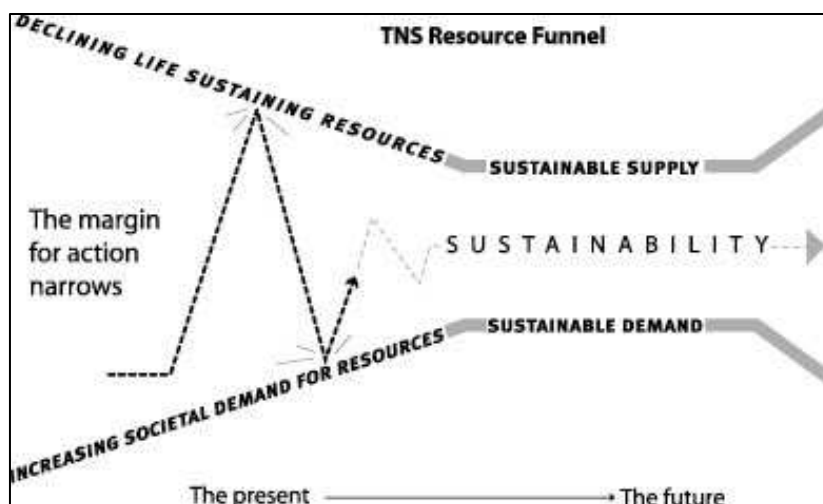 TNS Resource Funnel
DECLINING LIFE SUSTAINING RESOURCES
SUSTAINABLE SUPPLY
The margin
for action
narrows
SUSTAINABILITY
SUSTAINABLE DEMAND
INCREASING SOCIETAL DEMAND FOR RESOURCES
The present
The future